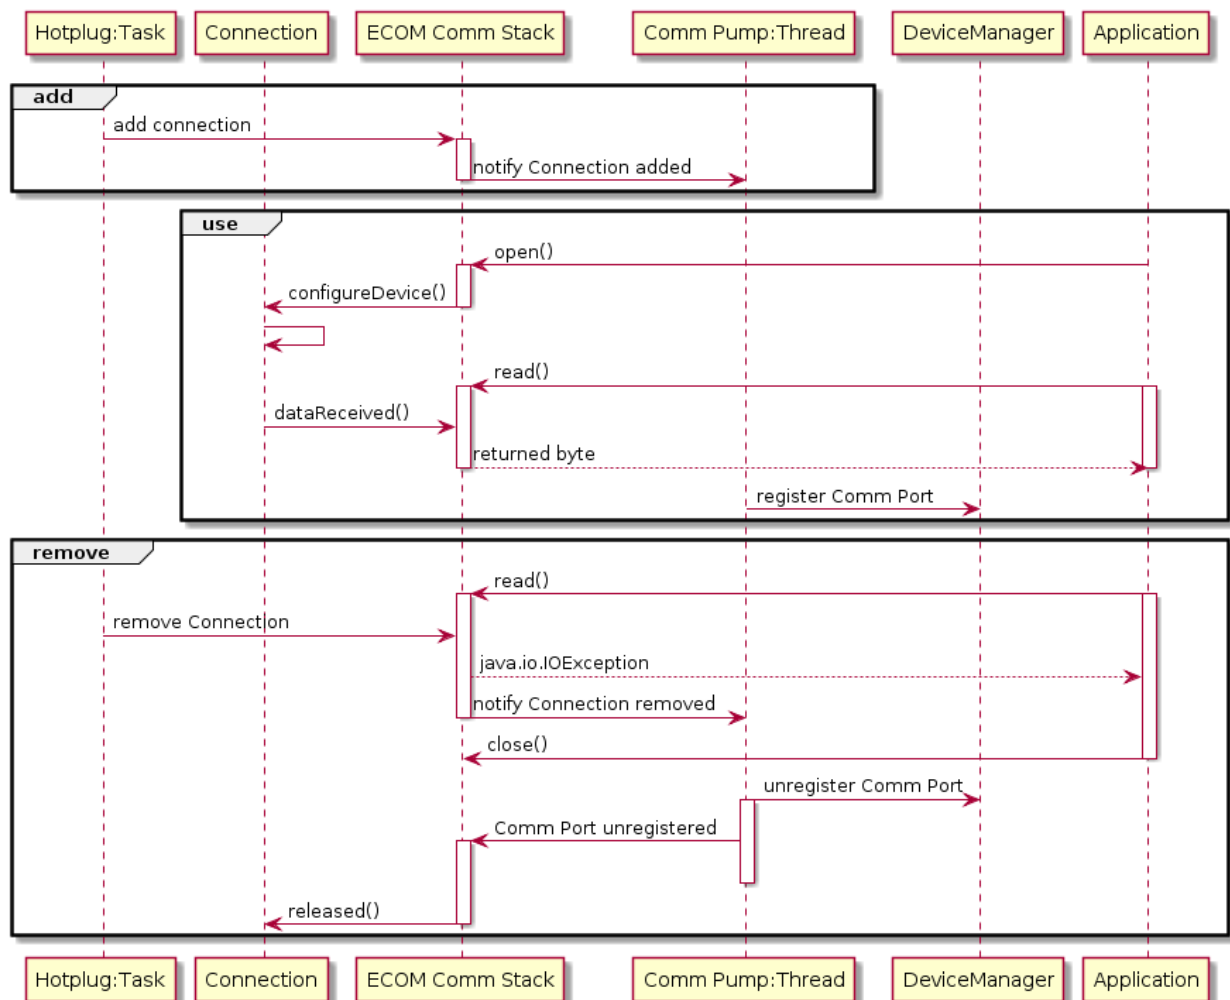 Hotplug:Task Connection ECOM Comm Stack Comm Pump:Thread DeviceManager Application
add
add connection
notify Connection added
use
open()
configureDevice()
read()
dataReceived()
returned byte
register Comm Port
remove
read()
remove Connection
java.io.IOException
notify Connection removed
close()
unregister Comm Port
Comm Port unregistered
released()
Hotplug:Task Connection ECOM Comm Stack Comm Pump:Thread DeviceManager Application